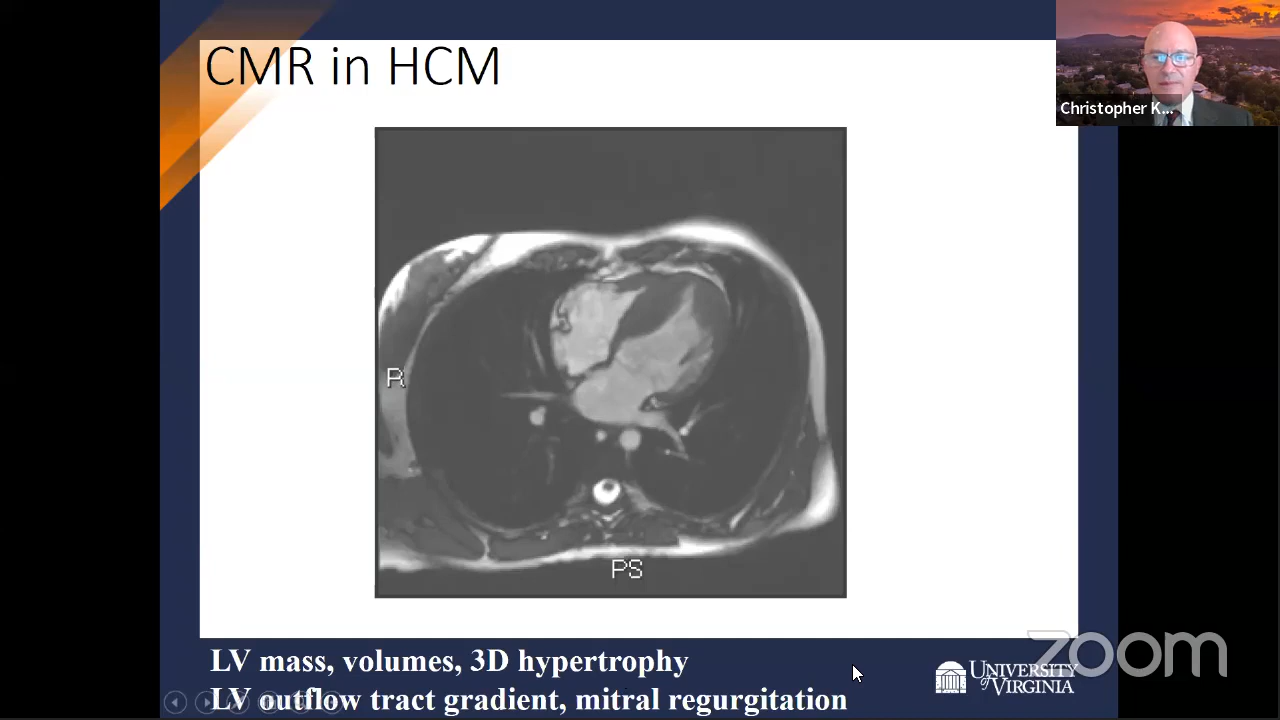 CMR in HCM
Christopher K...
R
PS
LV mass, volumes, 3D hypertrophy
LV outflow tract gradient, mitral regurgitation
UNIVERSITY
of VIRGINIA
zoom